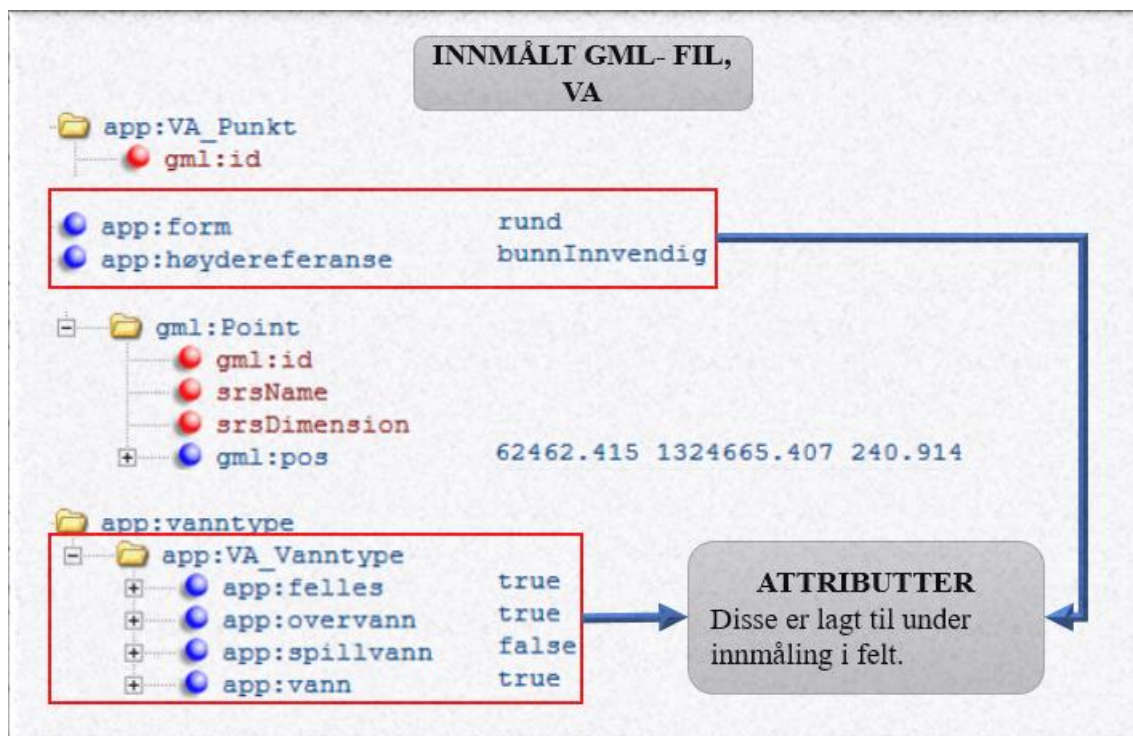 INNMÅLT GML- FIL,
VA
app:VA_Punkt
gml:id
app:form rund
app:høydereferanse bunnInnvendig
gml:Point
gml:id
srsName
srsDimension
gml:pos 62462.415 1324665.407 240.914
app:vanntype
app:VA_Vanntype
app:felles true
app:overvann true
app:spillvann false
app:vann true
ATTRIBUTTER
Disse er lagt til under
innmåling i felt.